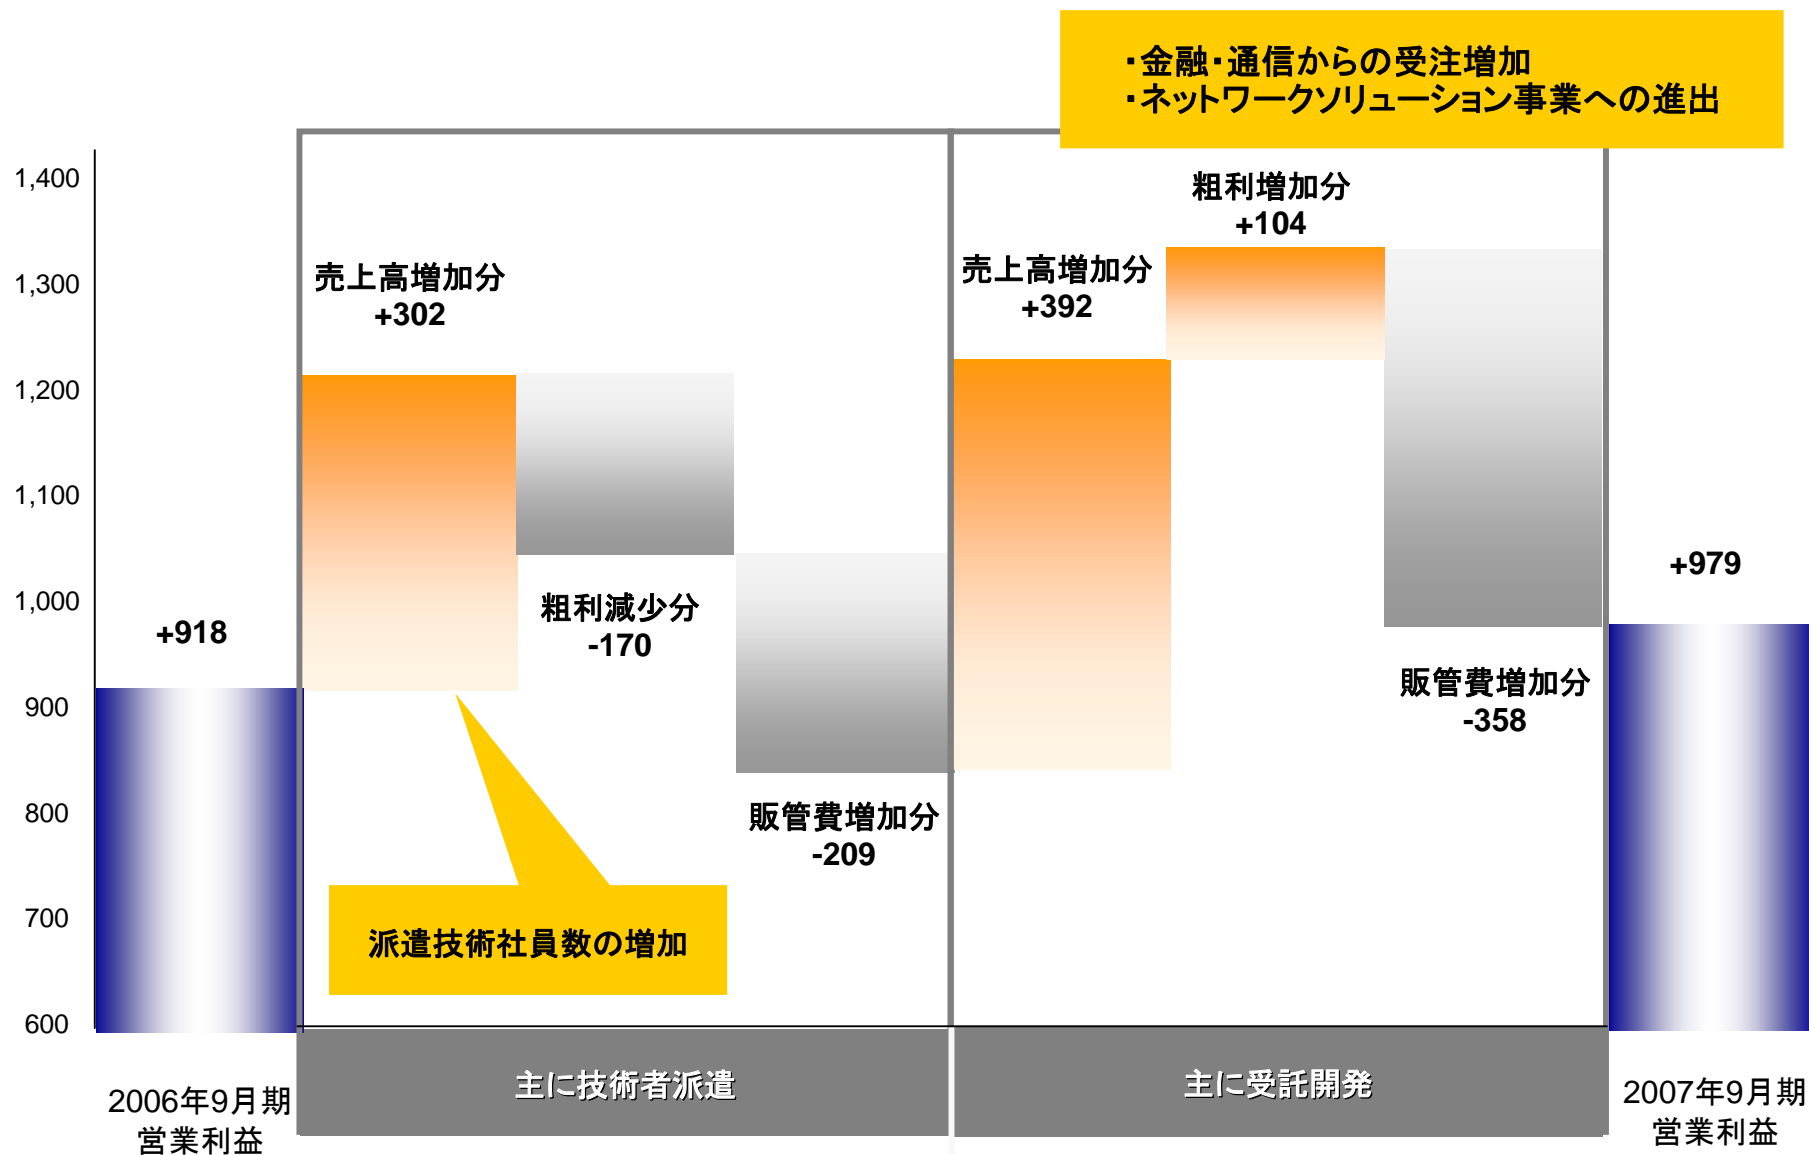 ・金融・通信からの受注増加
・ネットワークソリューション事業への進出
1,400
1,300
1,200
1,100
1,000
900
800
700
600
+918
売上高増加分
+302
粗利減少分
-170
販管費増加分
-209
派遣技術社員数の増加
売上高増加分
+392
粗利増加分
+104
販管費増加分
-358
+979
2006年9月期
営業利益
主に技術者派遣
主に受託開発
2007年9月期
営業利益